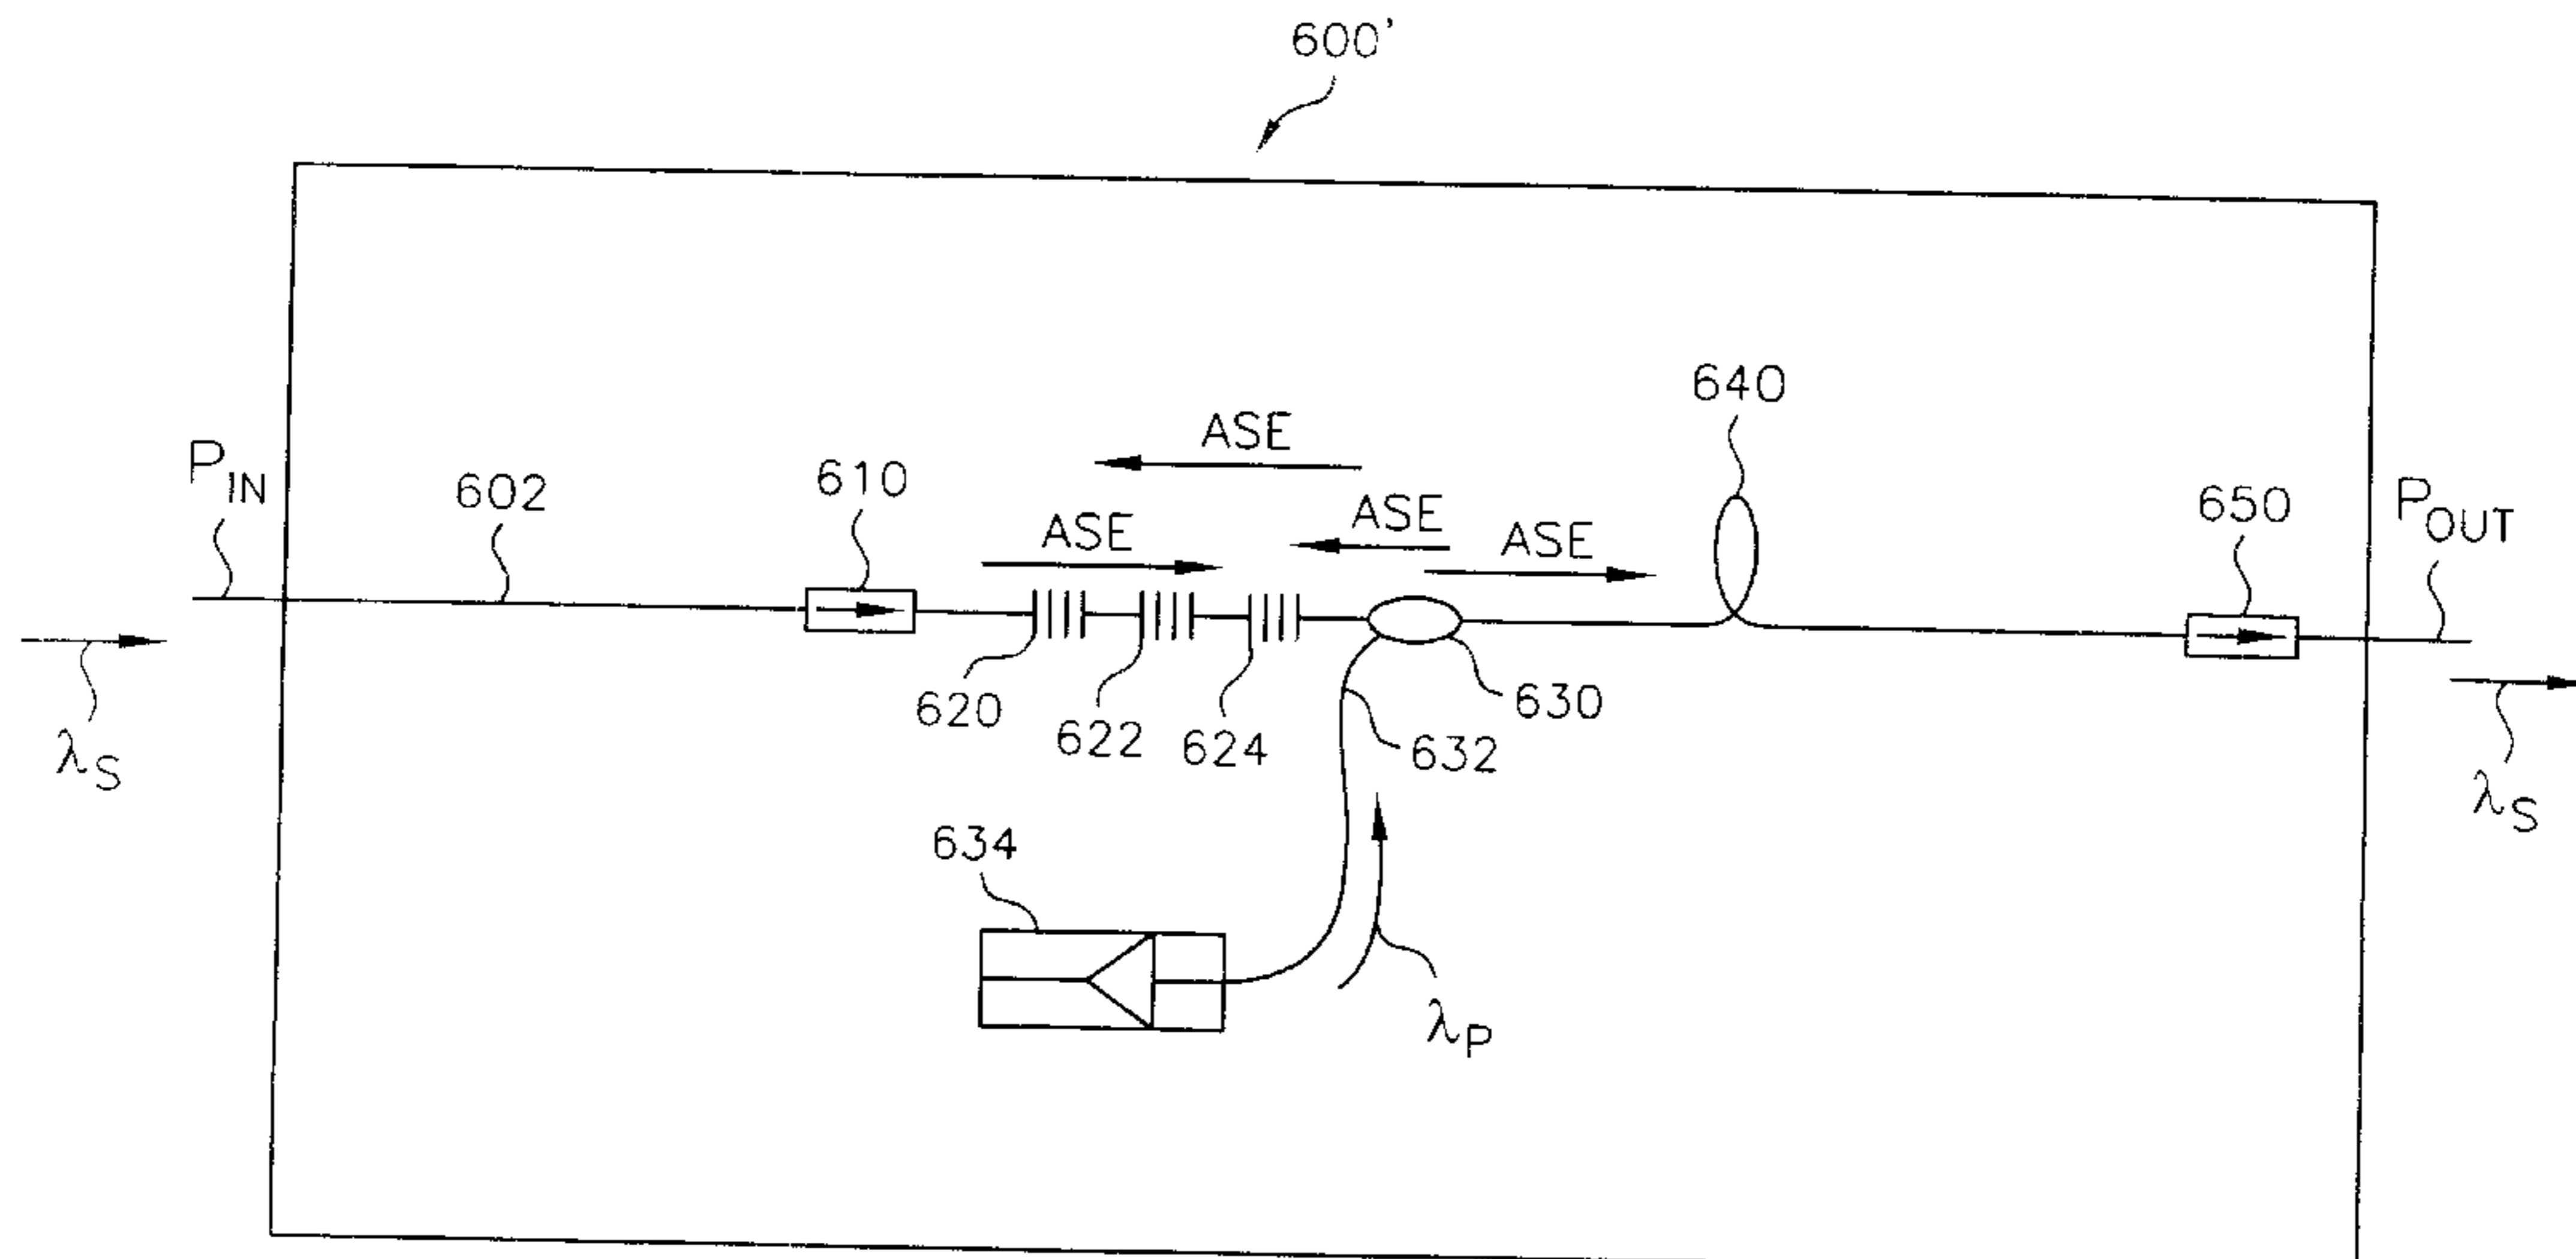 600'
640
ASE
P_IN
602
610
ASE
ASE
ASE
650
P_OUT
620
622
624
630
632
λ_S
λ_S
634
λ_P